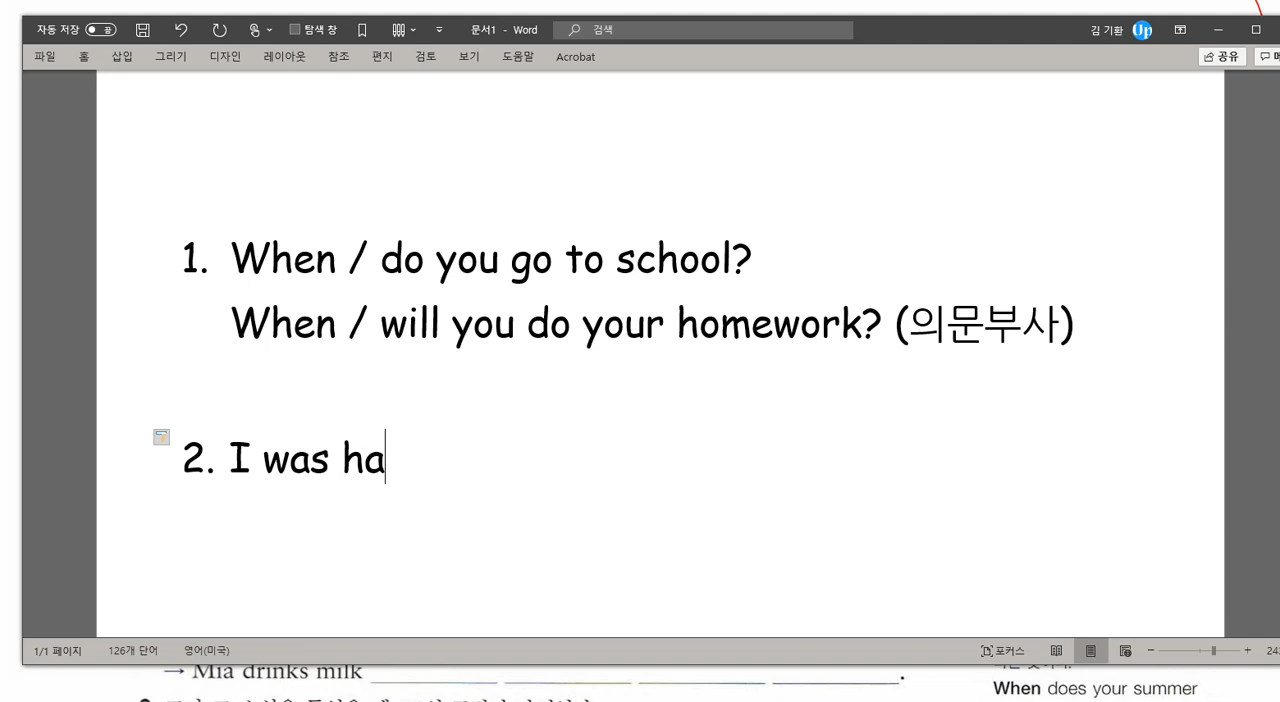 자동 저장 끔 탐색 창 문서1 - Word 검색 김 기환 Up
파일 홈 삽입 그리기 디자인 레이아웃 참조 편지 검토 보기 도움말 Acrobat 공유
1. When / do you go to school?
When / will you do your homework? (의문부사)
2. I was ha
1/1 페이지 126개 단어 영어(미국) 포커스
→ Mia drinks milk .
When does your summer